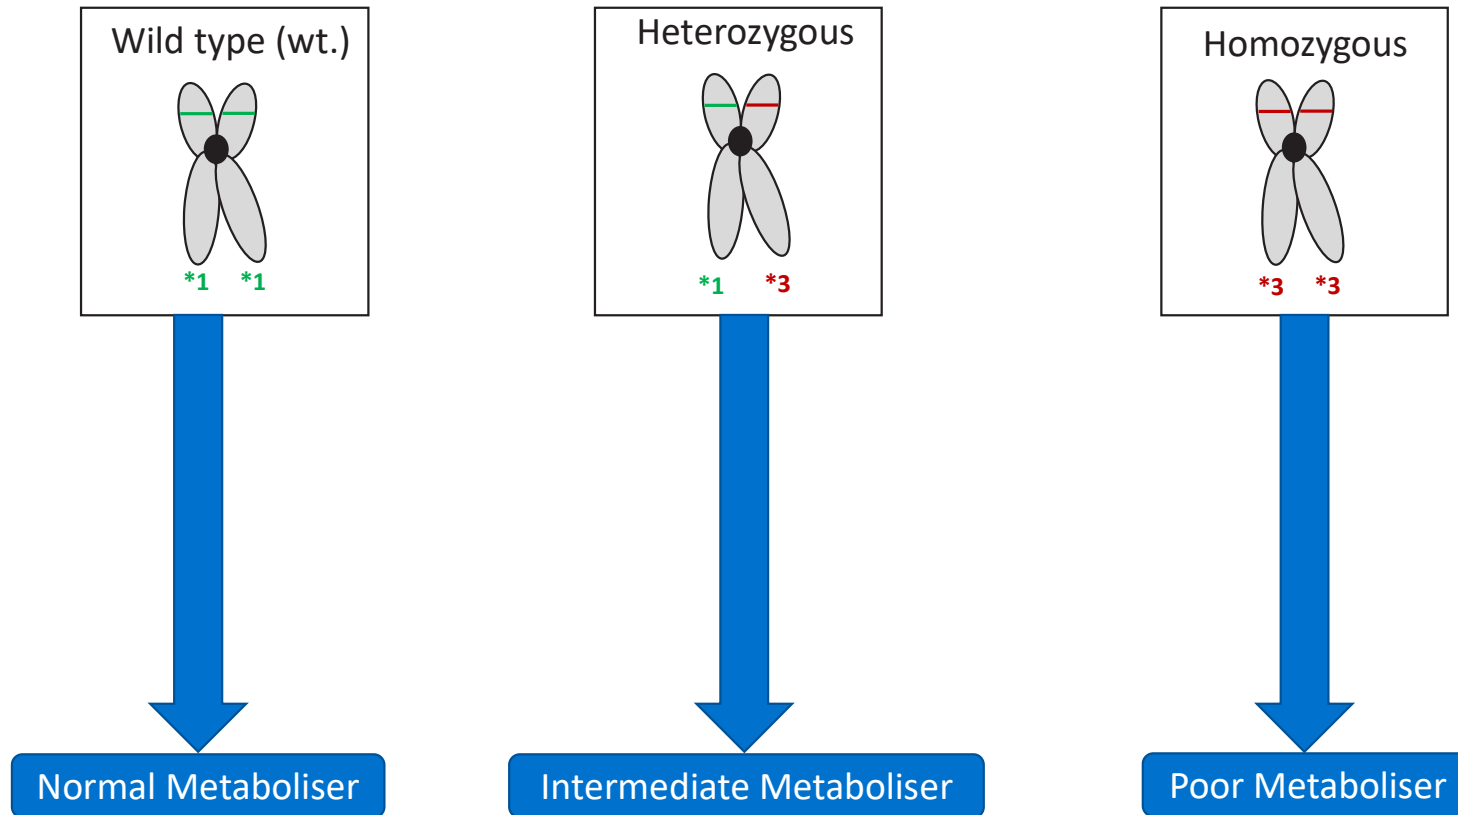 Wild type (wt.)
*1 *1
Normal Metaboliser
Heterozygous
*1 *3
Intermediate Metaboliser
Homozygous
*3 *3
Poor Metaboliser